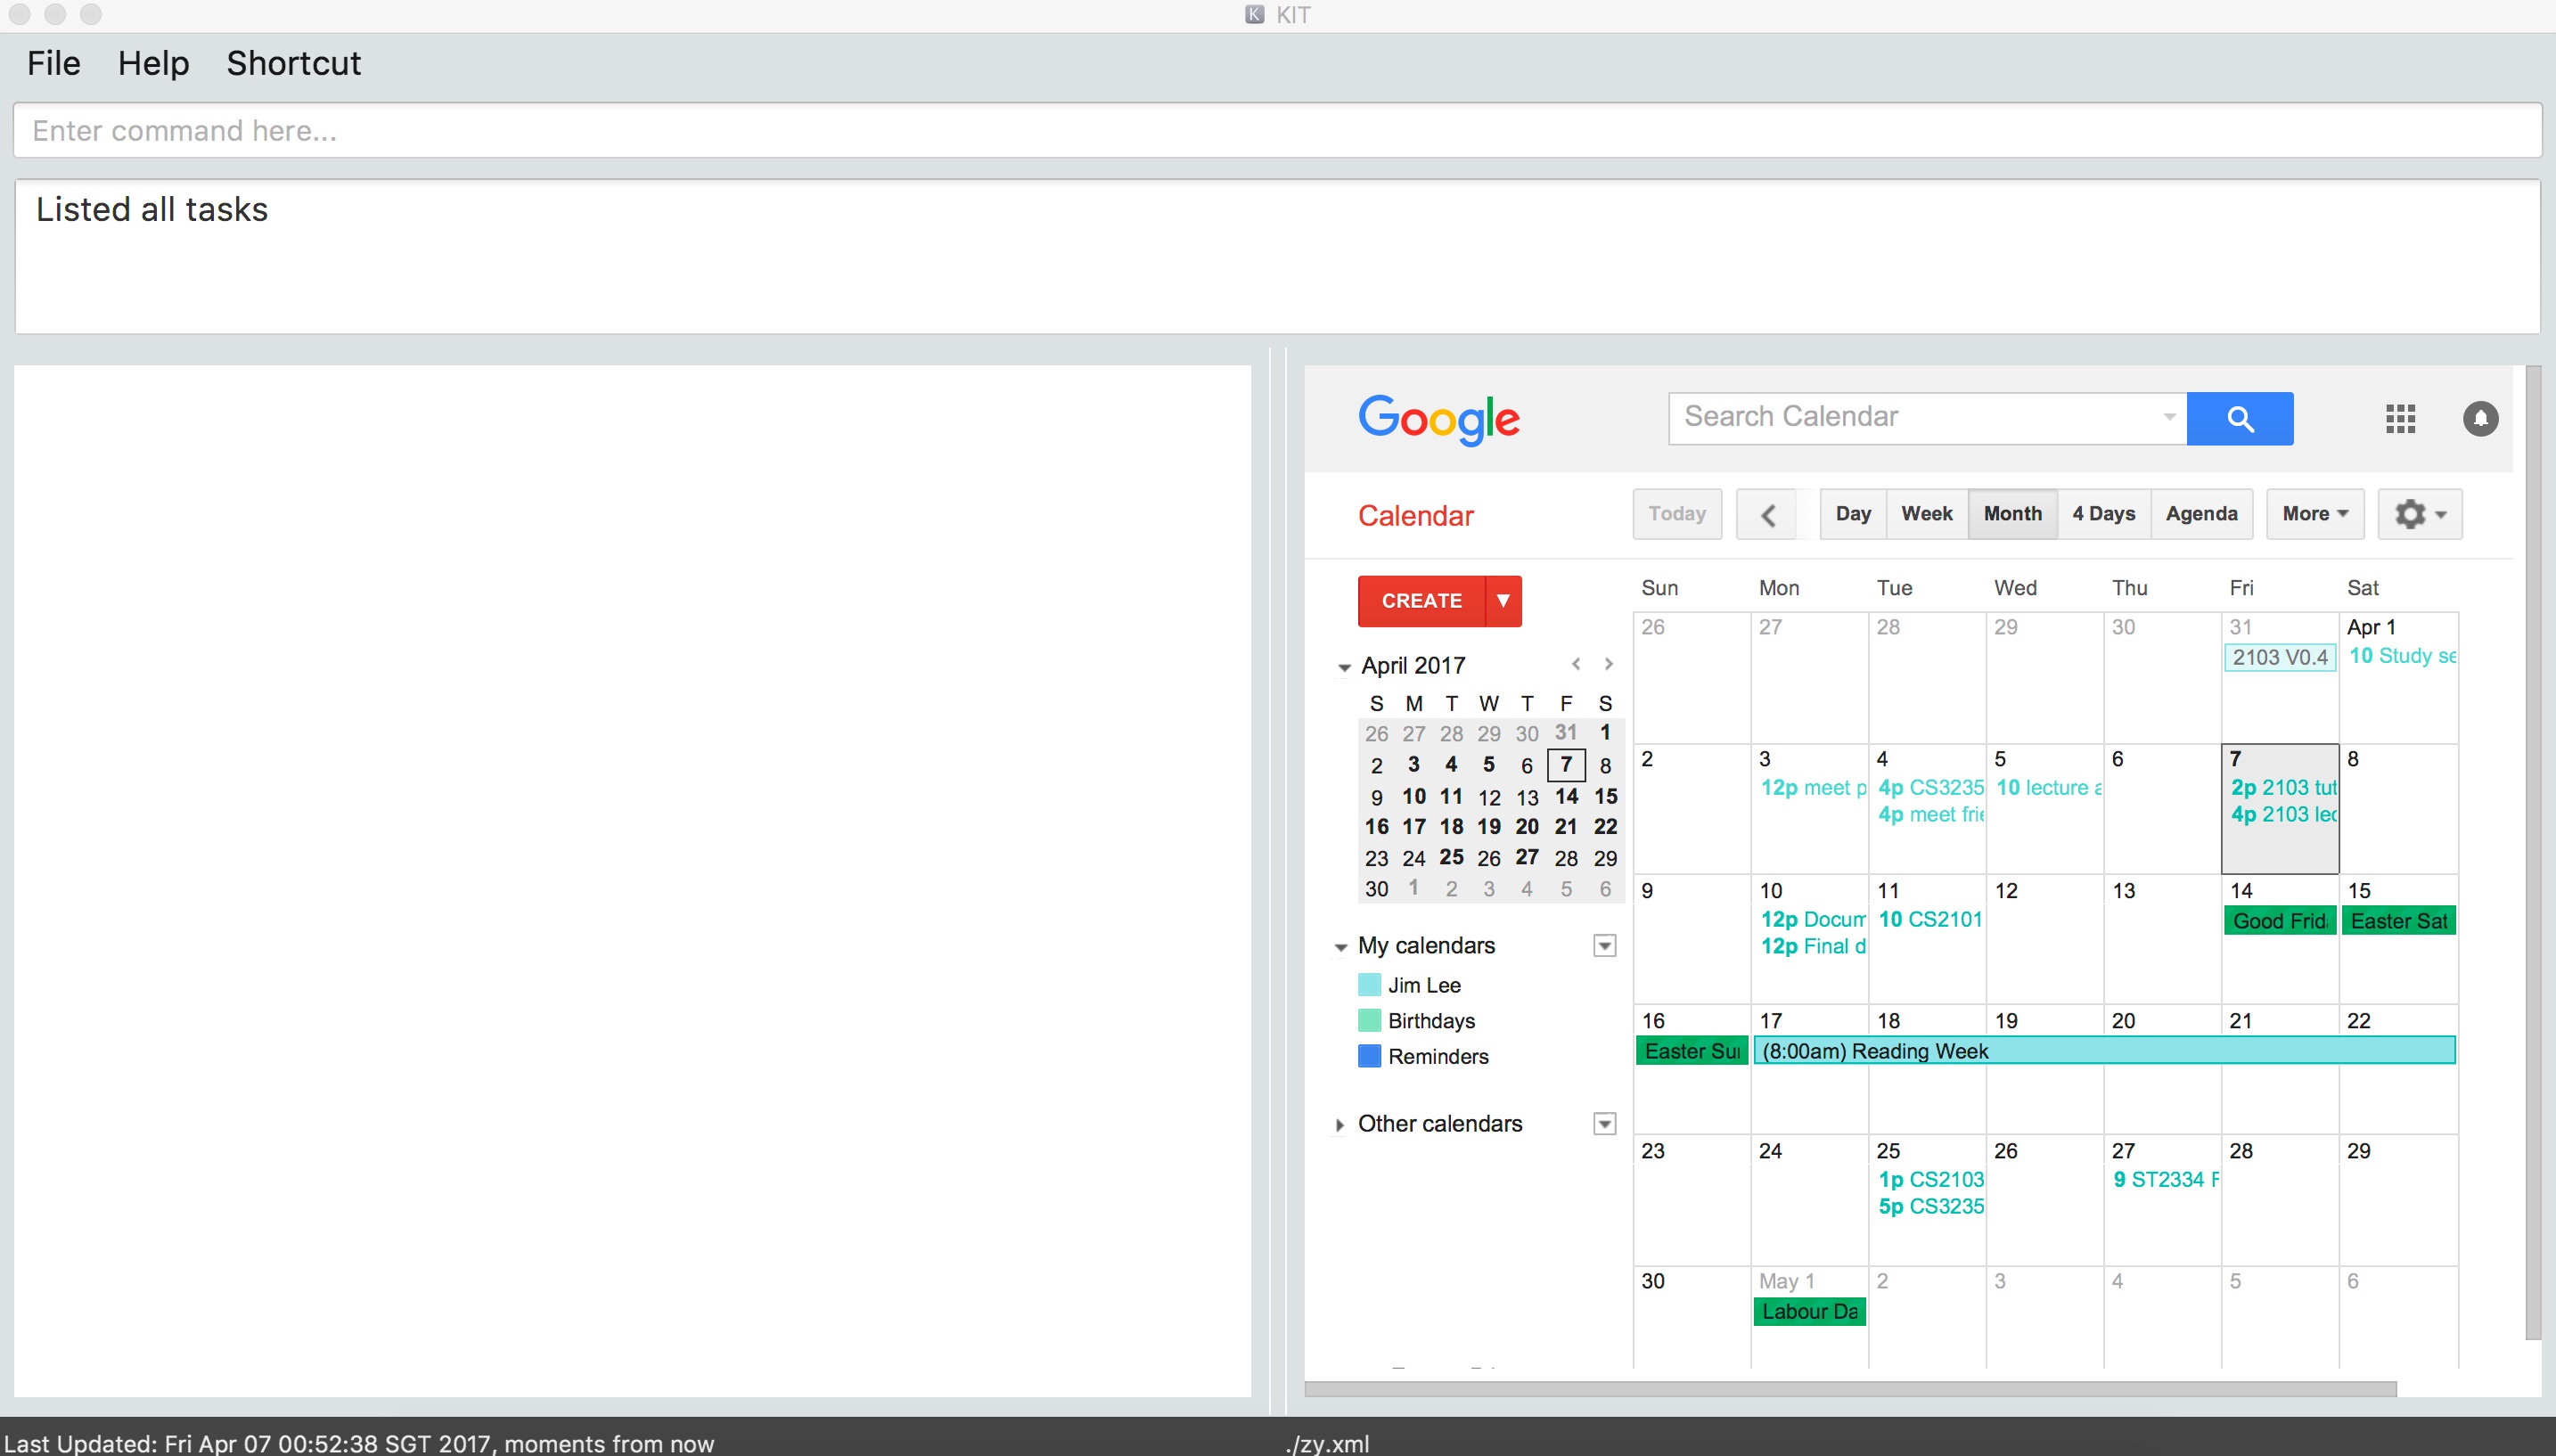 KIT
File Help Shortcut
Enter command here...
Listed all tasks
Google
Search Calendar
Calendar
Today
Day Week Month 4 Days Agenda More
CREATE
April 2017
S M T W T F S
26 27 28 29 30 31 1
2 3 4 5 6 7 8
9 10 11 12 13 14 15
16 17 18 19 20 21 22
23 24 25 26 27 28 29
30 1 2 3 4 5 6
My calendars
Jim Lee
Birthdays
Reminders
Other calendars
Sun Mon Tue Wed Thu Fri Sat
26 27 28 29 30 31 Apr 1
2103 V0.4 10 Study se
2 3 4 5 6 7 8
12p meet p 4p CS3235 10 lecture a 2p 2103 tut
4p meet frie 4p 2103 lec
9 10 11 12 13 14 15
12p Docum 10 CS2101 Good Frid Easter Sat
12p Final d
16 17 18 19 20 21 22
Easter Su (8:00am) Reading Week
23 24 25 26 27 28 29
1p CS2103 9 ST2334 F
5p CS3235
30 May 1 2 3 4 5 6
Labour Da
Last Updated: Fri Apr 07 00:52:38 SGT 2017, moments from now
./zy.xml